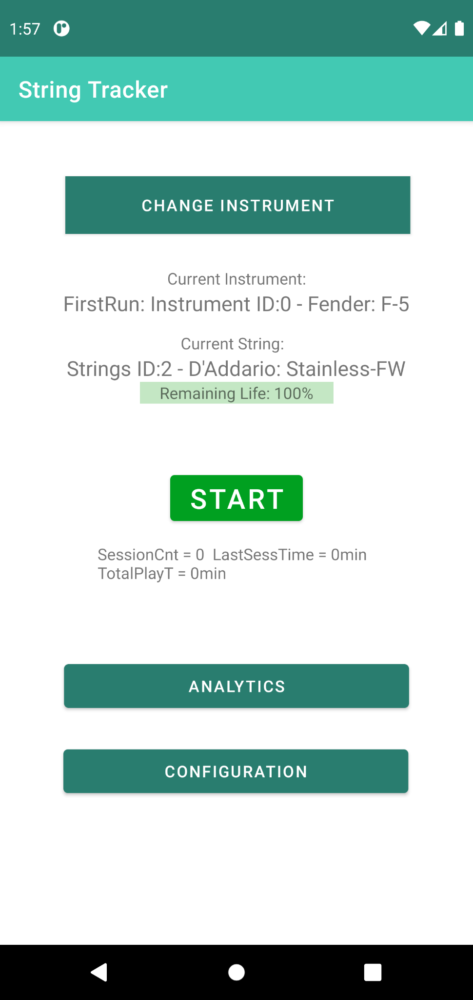 1:57
String Tracker
CHANGE INSTRUMENT
Current Instrument:
FirstRun: Instrument ID:0 - Fender: F-5
Current String:
Strings ID:2 - D'Addario: Stainless-FW
Remaining Life: 100%
START
SessionCnt = 0  LastSessTime = 0min
TotalPlayT = 0min
ANALYTICS
CONFIGURATION